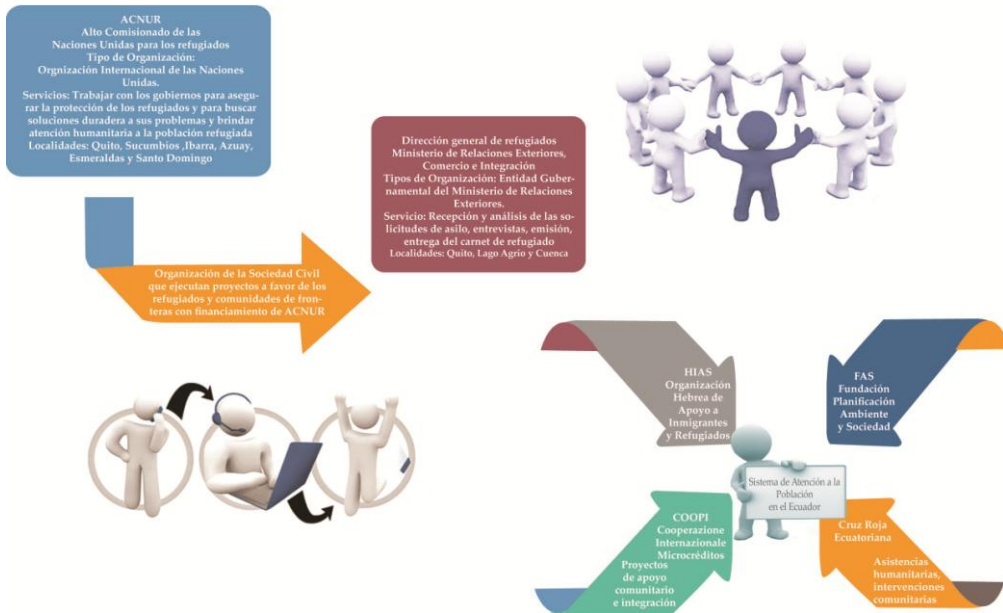 ACNUR
Alto Comisionado de las
Naciones Unidas para los refugiados
Tipo de Organización:
Orgnización Internacional de las Naciones
Unidas.
Servicios: Trabajar con los gobiernos para asegu-
rar la protección de los refugiados y para buscar
soluciones duradera a sus problemas y brindar
atención humanitaria a la población refugiada
Localidades: Quito, Sucumbios ,Ibarra, Azuay,
Esmeraldas y Santo Domingo
Dirección general de refugiados
Ministerio de Relaciones Exteriores,
Comercio e Integración
Tipos de Organización: Entidad Guber-
namental del Ministerio de Relaciones
Exteriores.
Servicio: Recepción y análisis de las so-
licitudes de asilo, entrevistas, emisión,
entrega del carnet de refugiado
Localidades: Quito, Lago Agrio y Cuenca
Organización de la Sociedad Civil
que ejecutan proyectos a favor de los
refugiados y comunidades de fron-
teras con financiamiento de ACNUR
HIAS
Organización
Hebrea de
Apoyo a
Inmigrantes
y Refugiados
FAS
Fundación
Planificación
Ambiente
y Sociedad
Sistema de Atención a la
Población
en el Ecuador
COOPI
Cooperazione
Internazionale
Microcréditos
Proyectos
de apoyo
comunitario
e integración
Cruz Roja
Ecuatoriana
Asistencias
humanitarias,
intervenciones
comunitarias